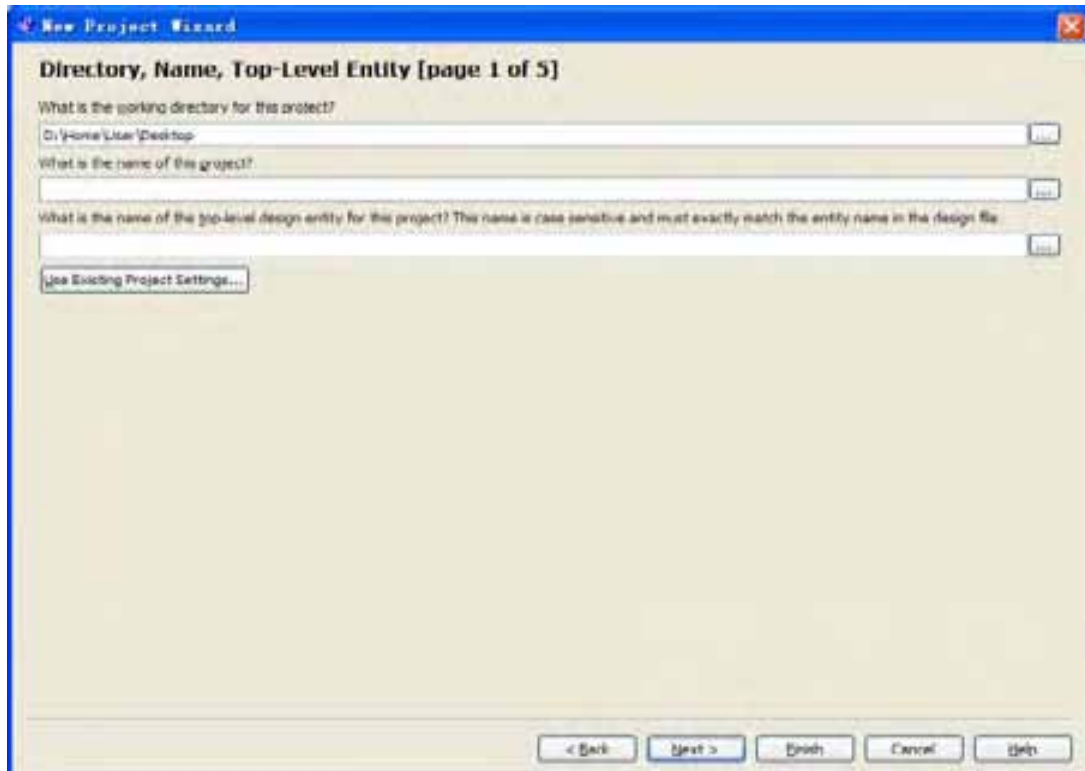 New Project Wizard
Directory, Name, Top-Level Entity [page 1 of 5]
What is the working directory for this project?
D:\Home\User\Desktop
...
What is the name of this project?
...
What is the name of the top-level design entity for this project? This name is case sensitive and must exactly match the entity name in the design file
...
Use Existing Project Settings...
< Back
Next >
Finish
Cancel
Help